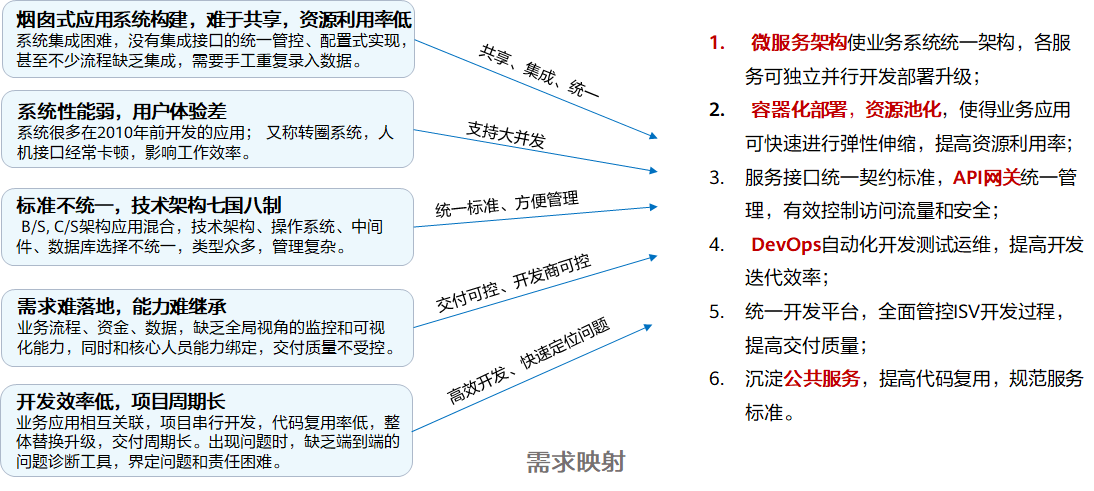 烟囱式应用系统构建，难于共享，资源利用率低
系统集成困难，没有集成接口的统一管控、配置式实现，
甚至不少流程缺乏集成，需要手工重复录入数据。
系统性能弱，用户体验差
系统很多在2010年前开发的应用； 又称转圈系统，人
机接口经常卡顿，影响工作效率。
标准不统一，技术架构七国八制
B/S, C/S架构应用混合，技术架构、操作系统、中间
件、数据库选择不统一，类型众多，管理复杂。
需求难落地，能力难继承
业务流程、资金、数据，缺乏全局视角的监控和可视
化能力，同时和核心人员能力绑定，交付质量不受控。
开发效率低，项目周期长
业务应用相互关联，项目串行开发，代码复用率低，整
体替换升级，交付周期长。出现问题时，缺乏端到端的
问题诊断工具，界定问题和责任困难。
共享、集成、统一
支持大并发
统一标准、方便管理
交付可控、开发商可控
高效开发、快速定位问题
需求映射
1. 微服务架构使业务系统统一架构，各服
务可独立并行开发部署升级；
2. 容器化部署，资源池化，使得业务应用
可快速进行弹性伸缩，提高资源利用率；
3. 服务接口统一契约标准，API网关统一管
理，有效控制访问流量和安全；
4. DevOps自动化开发测试运维，提高开发
迭代效率；
5. 统一开发平台，全面管控ISV开发过程，
提高交付质量；
6. 沉淀公共服务，提高代码复用，规范服务
标准。